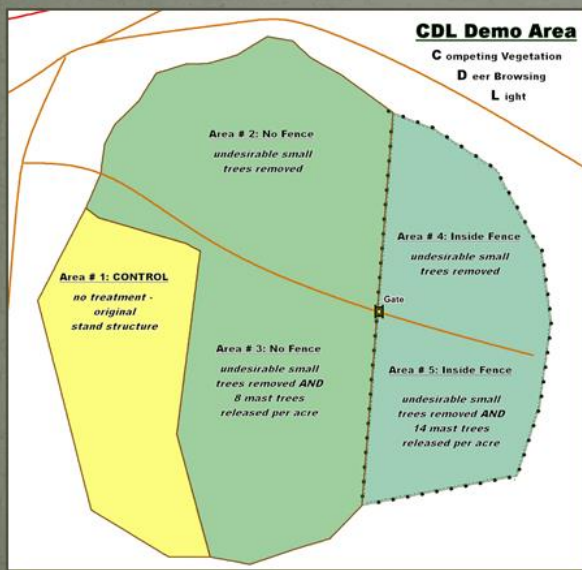 CDL Demo Area
C ompeting Vegetation
D eer Browsing
L ight
Area # 2: No Fence
undesirable small
trees removed
Area # 4: Inside Fence
undesirable small
trees removed
Area # 1: CONTROL
no treatment -
original
stand structure
Gate
Area # 3: No Fence
undesirable small
trees removed AND
8 mast trees
released per acre
Area # 5: Inside Fence
undesirable small
trees removed AND
14 mast trees
released per acre